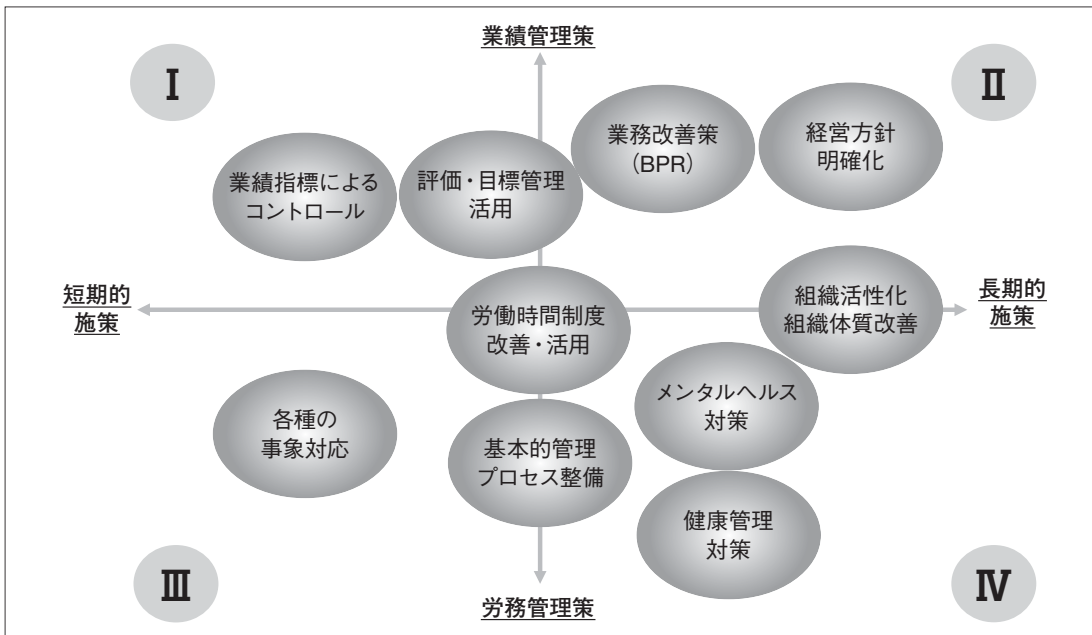 業績管理策
Ⅰ
Ⅱ
業務改善策
(BPR)
経営方針
明確化
業績指標による
コントロール
評価・目標管理
活用
短期的
施策
労働時間制度
改善・活用
組織活性化
組織体質改善
長期的
施策
各種の
事象対応
基本的管理
プロセス整備
メンタルヘルス
対策
健康管理
対策
Ⅲ
Ⅳ
労務管理策